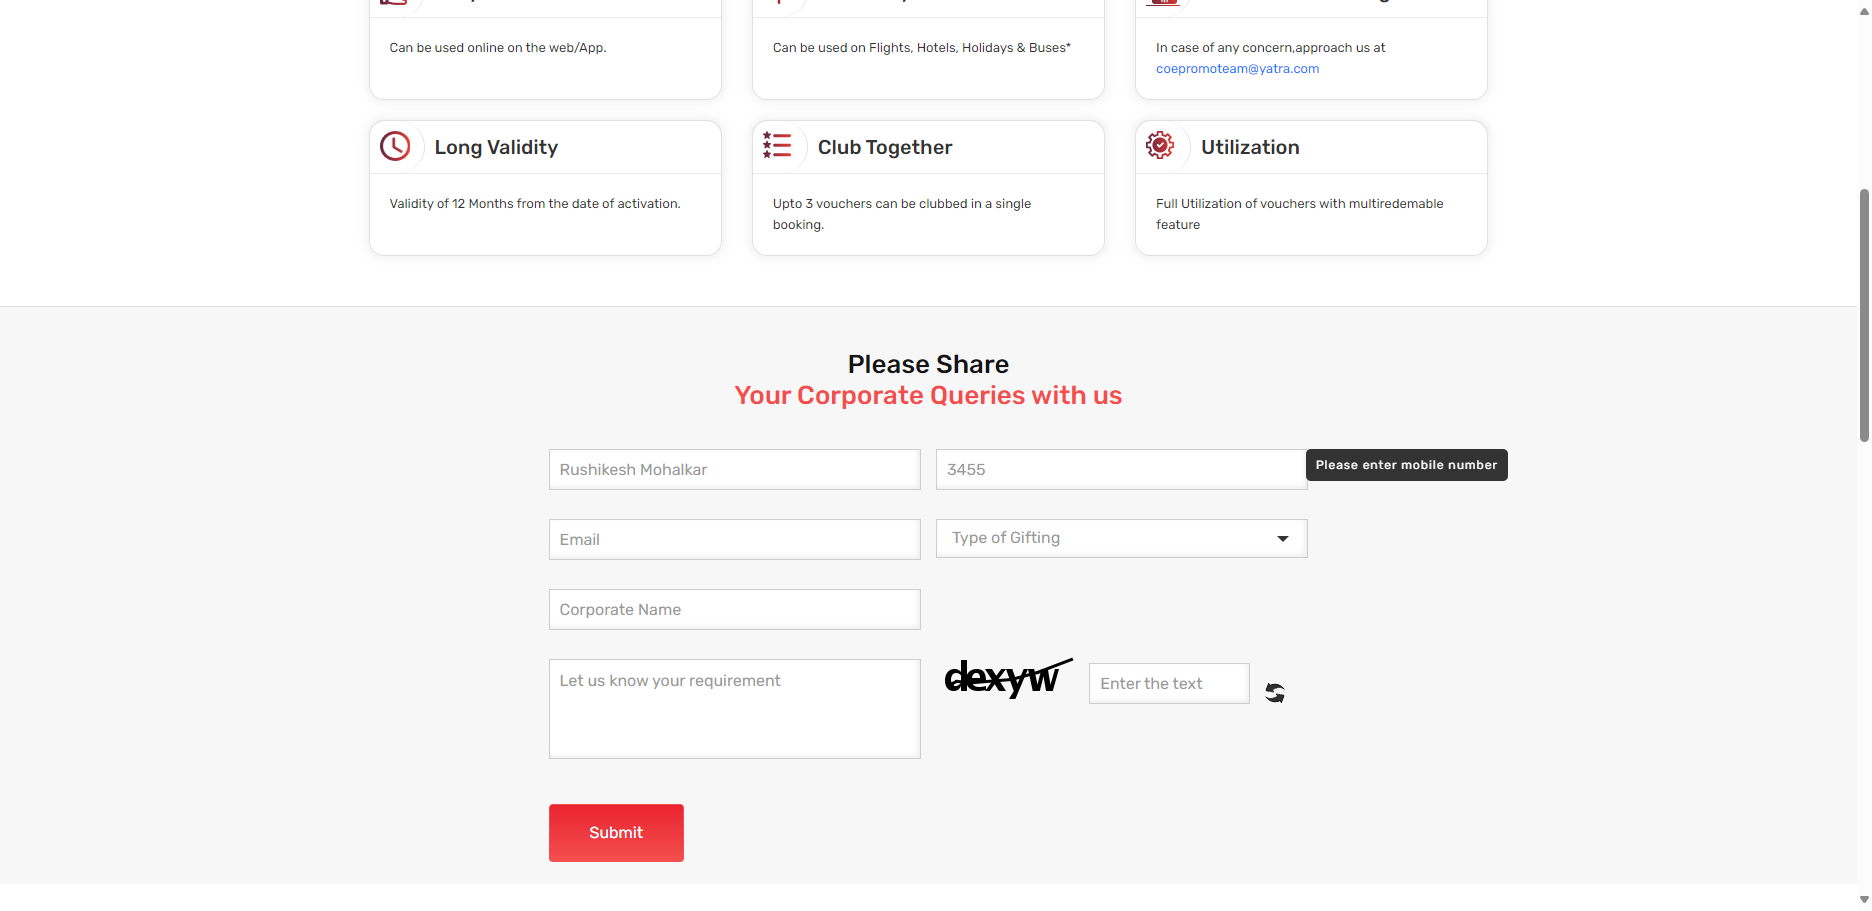 Can be used online on the web/App.
Can be used on Flights, Hotels, Holidays & Buses*
In case of any concern,approach us at
coepromoteam@yatra.com
Long Validity
Validity of 12 Months from the date of activation.
Club Together
Upto 3 vouchers can be clubbed in a single
booking.
Utilization
Full Utilization of vouchers with multiredemable
feature
Please Share
Your Corporate Queries with us
Rushikesh Mohalkar
3455
Please enter mobile number
Email
Type of Gifting
Corporate Name
Let us know your requirement
dexyw
Enter the text
Submit